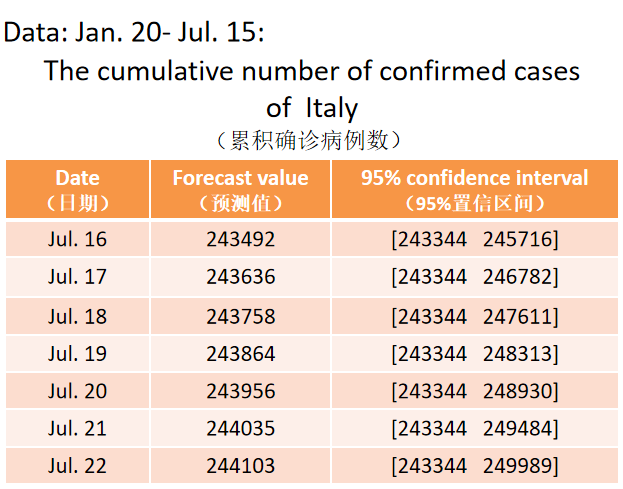 Data: Jan. 20- Jul. 15:
The cumulative number of confirmed cases
of Italy
（累积确诊病例数）
Date Forecast value 95% confidence interval
（日期） （预测值） （95%置信区间）
Jul. 16 243492 [243344 245716]
Jul. 17 243636 [243344 246782]
Jul. 18 243758 [243344 247611]
Jul. 19 243864 [243344 248313]
Jul. 20 243956 [243344 248930]
Jul. 21 244035 [243344 249484]
Jul. 22 244103 [243344 249989]